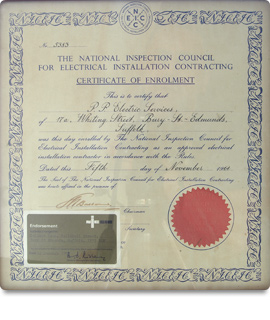 NEICC
No 5383
THE NATIONAL INSPECTION COUNCIL
FOR ELECTRICAL INSTALLATION CONTRACTING
CERTIFICATE OF ENROLMENT
This is to certify that
P.P. Electric Services,
of 10a, Whiting Street, Bury-St-Edmunds,
Suffolk,
was this day enrolled by The National Inspection Council for
Electrical Installation Contracting as an approved electrical
installation contractor in accordance with the Rules.
Dated this Fifth day of November
The Seal of The National Inspection Council for Electrical Installation Contracting
was hereto affixed in the presence of
Chairman
Secretary
Endorsement